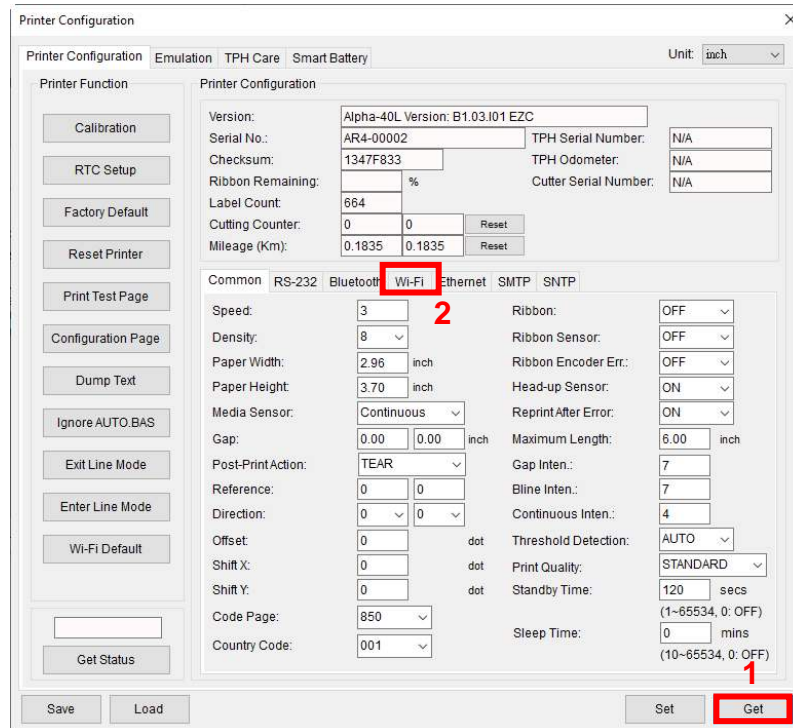 Printer Configuration
Printer Configuration Emulation TPH Care Smart Battery Unit: inch
Printer Function
Calibration
RTC Setup
Factory Default
Reset Printer
Print Test Page
Configuration Page
Dump Text
Ignore AUTO.BAS
Exit Line Mode
Enter Line Mode
Wi-Fi Default
Get Status
Printer Configuration
Version: Alpha-40L Version: B1.03.I01 EZC
Serial No.: AR4-00002 TPH Serial Number: N/A
Checksum: 1347F833 TPH Odometer: N/A
Ribbon Remaining: % Cutter Serial Number: N/A
Label Count: 664
Cutting Counter: 0 0 Reset
Mileage (Km): 0.1835 0.1835 Reset
Common RS-232 Bluetooth Wi-Fi Ethernet SMTP SNTP
2
Speed: 3 Ribbon: OFF
Density: 8 Ribbon Sensor: OFF
Paper Width: 2.96 inch Ribbon Encoder Err.: OFF
Paper Height: 3.70 inch Head-up Sensor: ON
Media Sensor: Continuous Reprint After Error: ON
Gap: 0.00 0.00 inch Maximum Length: 6.00 inch
Post-Print Action: TEAR Gap Inten.: 7
Reference: 0 0 Bline Inten.: 7
Direction: 0 0 Continuous Inten.: 4
Offset: 0 dot Threshold Detection: AUTO
Shift X: 0 dot Print Quality: STANDARD
Shift Y: 0 dot Standby Time: 120 secs
(1~65534, 0: OFF)
Code Page: 850
Sleep Time: 0 mins
Country Code: 001
(10~65534, 0: OFF)
1
Save Load Set Get